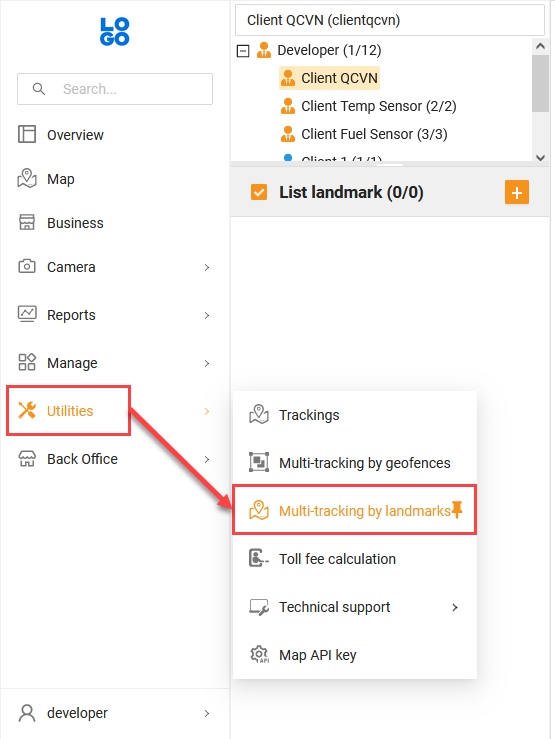 LO
GO
Search...
Overview
Map
Business
Camera
Reports
Manage
Utilities
Back Office
developer
Client QCVN (clientqcvn)
Developer (1/12)
Client QCVN
Client Temp Sensor (2/2)
Client Fuel Sensor (3/3)
Client 1 (1/1)
List landmark (0/0)
Trackings
Multi-tracking by geofences
Multi-tracking by landmarks
Toll fee calculation
Technical support
API
Map API key